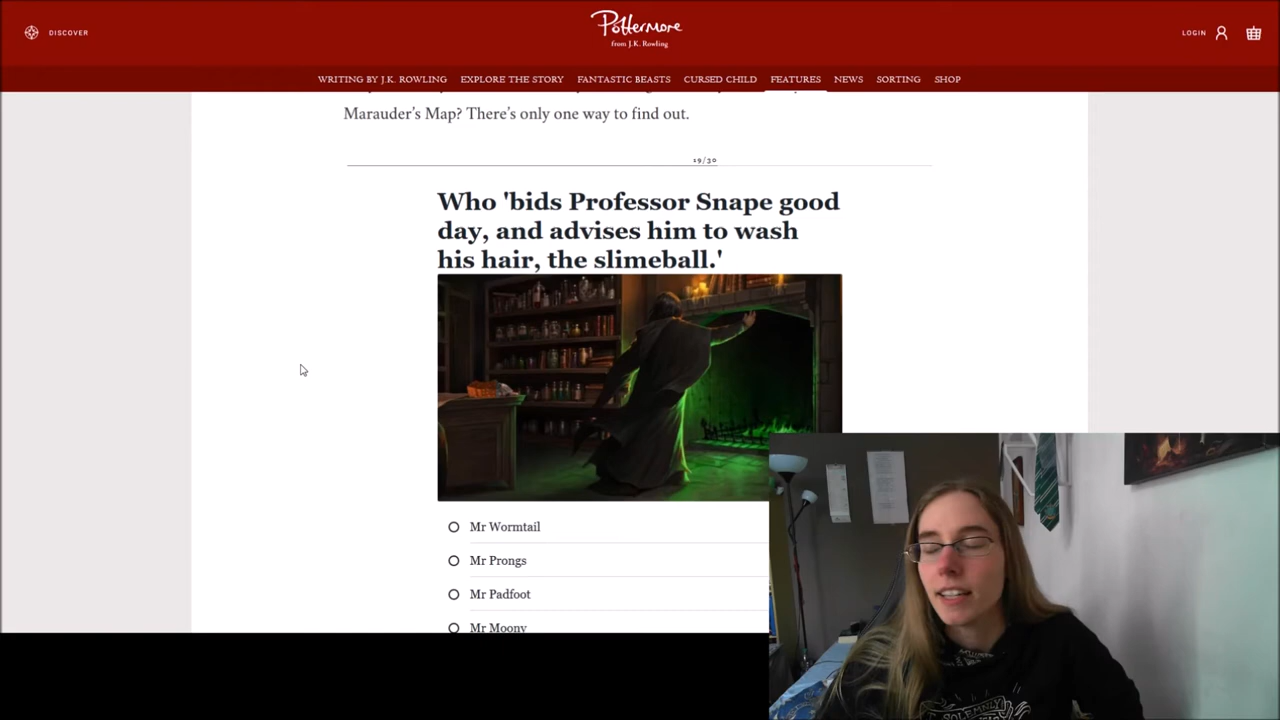 Pottermore
from J.K. Rowling
DISCOVER
LOGIN
WRITING BY J.K. ROWLING EXPLORE THE STORY FANTASTIC BEASTS CURSED CHILD FEATURES NEWS SORTING SHOP
Marauder's Map? There's only one way to find out.
19/30
Who 'bids Professor Snape good
day, and advises him to wash
his hair, the slimeball.'
Mr Wormtail
Mr Prongs
Mr Padfoot
Mr Moony
SOLEMNLY